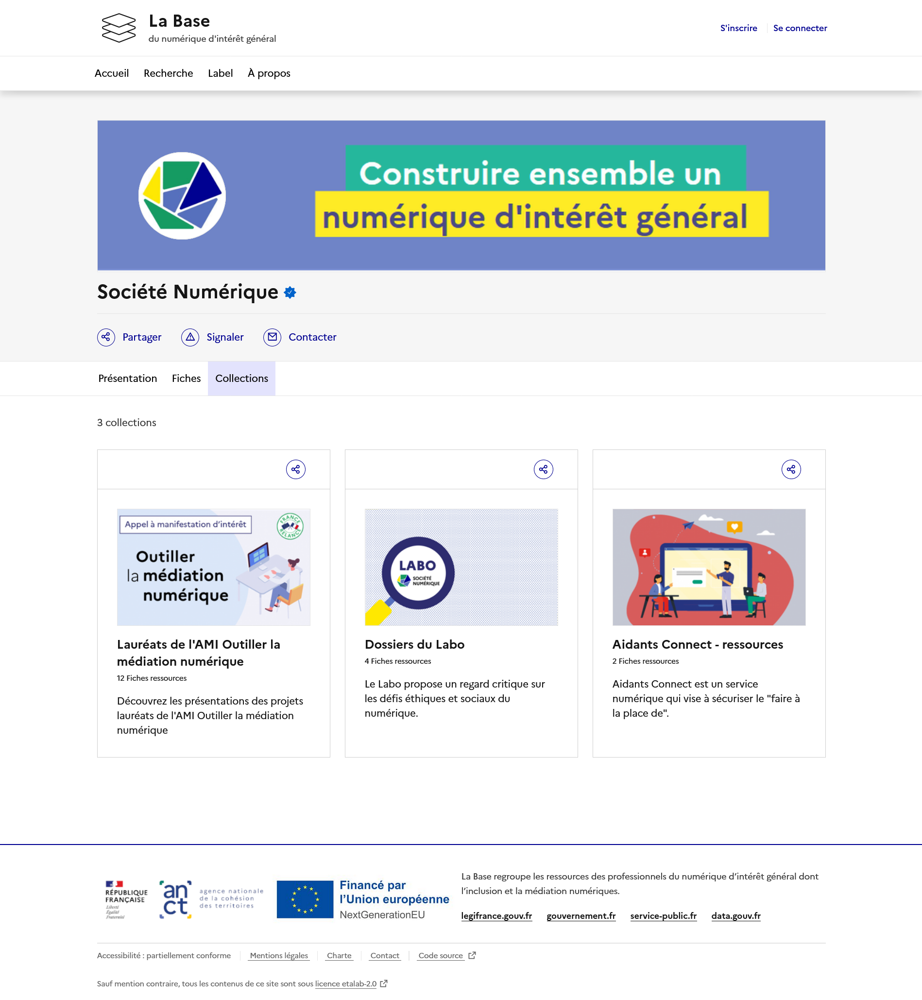 La Base
du numérique d'intérêt général
S'inscrire
Se connecter
Accueil
Recherche
Label
À propos
Construire ensemble un
numérique d'intérêt général
Société Numérique
Partager
Signaler
Contacter
Présentation
Fiches
Collections
3 collections
Appel à manifestation d'intérêt
FRANCE
RELANCE
Outiller
la médiation
numérique
Lauréats de l'AMI Outiller la
médiation numérique
12 Fiches ressources
Découvrez les présentations des projets
lauréats de l'AMI Outiller la médiation
numérique
LABO
SOCIÉTÉ
NUMÉRIQUE
Dossiers du Labo
4 Fiches ressources
Le Labo propose un regard critique sur
les défis éthiques et sociaux du
numérique.
Aidants Connect - ressources
2 Fiches ressources
Aidants Connect est un service
numérique qui vise à sécuriser le "faire à
la place de".
RÉPUBLIQUE
FRANÇAISE
Liberté
Égalité
Fraternité
an
ct
agence nationale
de la cohésion
des territoires
Financé par
l'Union européenne
NextGenerationEU
La Base regroupe les ressources des professionnels du numérique d’intérêt général dont
l’inclusion et la médiation numériques.
legifrance.gouv.fr
gouvernement.fr
service-public.fr
data.gouv.fr
Accessibilité : partiellement conforme
Mentions légales
Charte
Contact
Code source
Sauf mention contraire, tous les contenus de ce site sont sous licence etalab-2.0